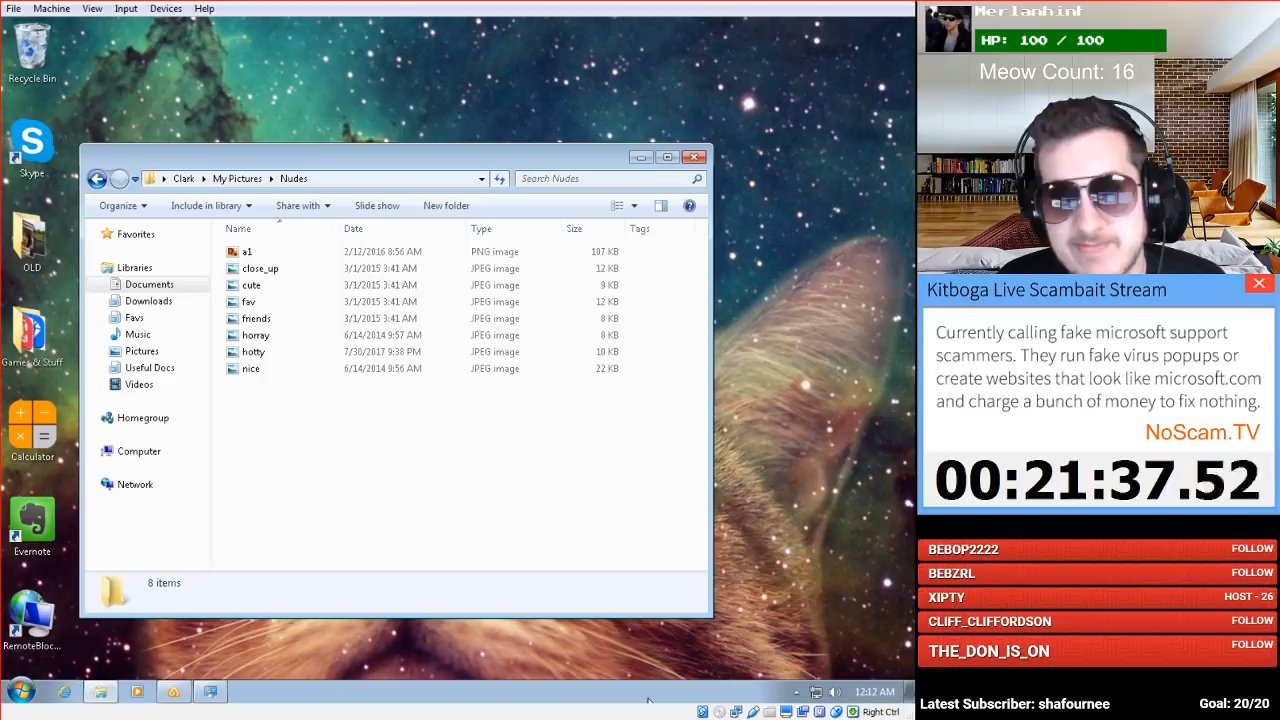 File Machine View Input Devices Help
Recycle Bin
Skype
OLD
Games & Stuff
Calculator
Evernote
RemoteBloc...
Clark My Pictures Nudes
Search Nudes
Organize Include in library Share with Slide show New folder
Name Date Type Size Tags
Favorites
Libraries
Documents
Downloads
Favs
Music
Pictures
Useful Docs
Videos
Homegroup
Computer
Network
a1 2/12/2016 8:56 AM PNG image 107 KB
close_up 3/1/2015 3:41 AM JPEG image 12 KB
cute 3/1/2015 3:41 AM JPEG image 9 KB
fav 3/1/2015 3:41 AM JPEG image 12 KB
friends 3/1/2015 3:41 AM JPEG image 8 KB
horray 6/14/2014 9:57 AM JPEG image 8 KB
hotty 7/30/2017 9:38 PM JPEG image 10 KB
nice 6/14/2014 9:56 AM JPEG image 22 KB
8 items
12:12 AM
Right Ctrl
Merlanhint
HP: 100 / 100
Meow Count: 16
Kitboga Live Scambait Stream
Currently calling fake microsoft support
scammers. They run fake virus popups or
create websites that look like microsoft.com
and charge a bunch of money to fix nothing.
NoScam.TV
00:21:37.52
BEBOP2222 FOLLOW
BEBZRL FOLLOW
XIPTY HOST - 26
CLIFF_CLIFFORDSON FOLLOW
THE_DON_IS_ON FOLLOW
Latest Subscriber: shafournee Goal: 20/20